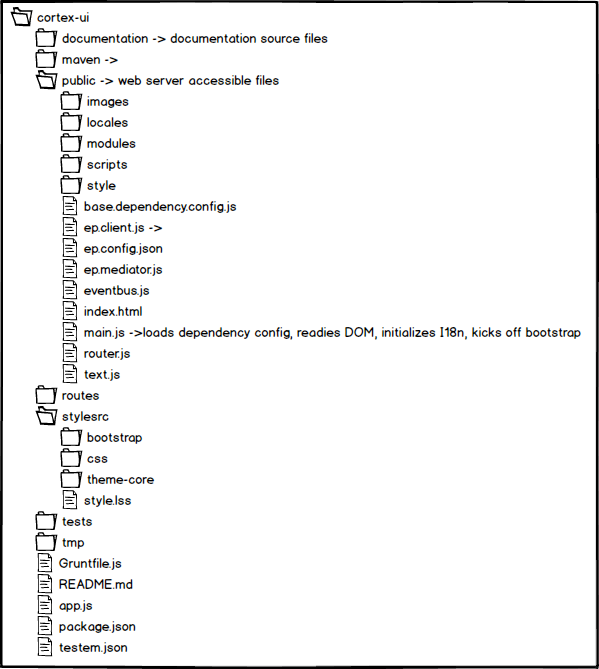 cortex-ui
documentation -> documentation source files
maven ->
public -> web server accessible files
images
locales
modules
scripts
style
base.dependency.config.js
ep.client.js ->
ep.config.json
ep.mediator.js
eventbus.js
index.html
main.js ->loads dependency config, readies DOM, initializes I18n, kicks off bootstrap
router.js
text.js
routes
stylesrc
bootstrap
css
theme-core
style.lss
tests
tmp
Gruntfile.js
README.md
app.js
package.json
testem.json